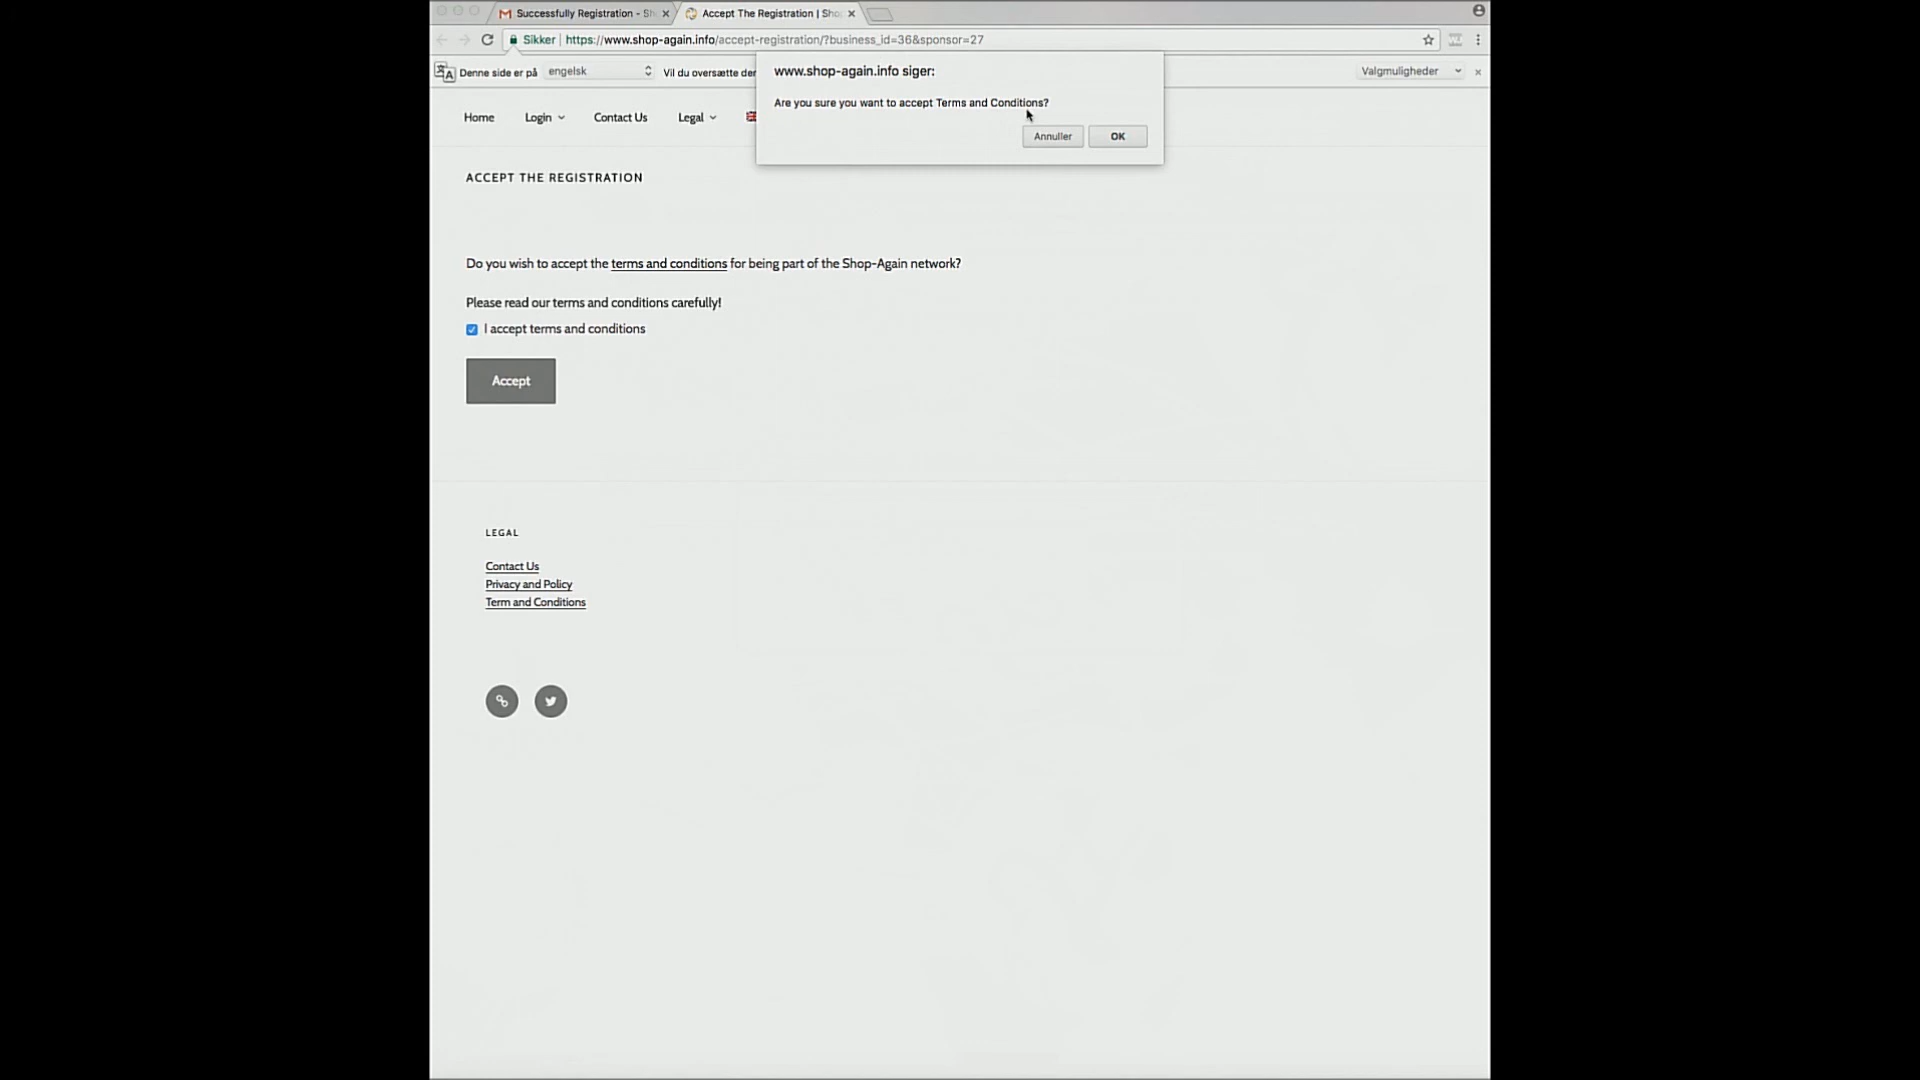 Successfully Registration - Sh
Accept The Registration | Sho
Sikker | https://www.shop-again.info/accept-registration/?business_id=36&sponsor=27
Denne side er på engelsk Vil du oversætte den Valgmuligheder
www.shop-again.info siger:
Are you sure you want to accept Terms and Conditions?
Annuller OK
Home Login Contact Us Legal
ACCEPT THE REGISTRATION
Do you wish to accept the terms and conditions for being part of the Shop-Again network?
Please read our terms and conditions carefully!
I accept terms and conditions
Accept
LEGAL
Contact Us
Privacy and Policy
Term and Conditions